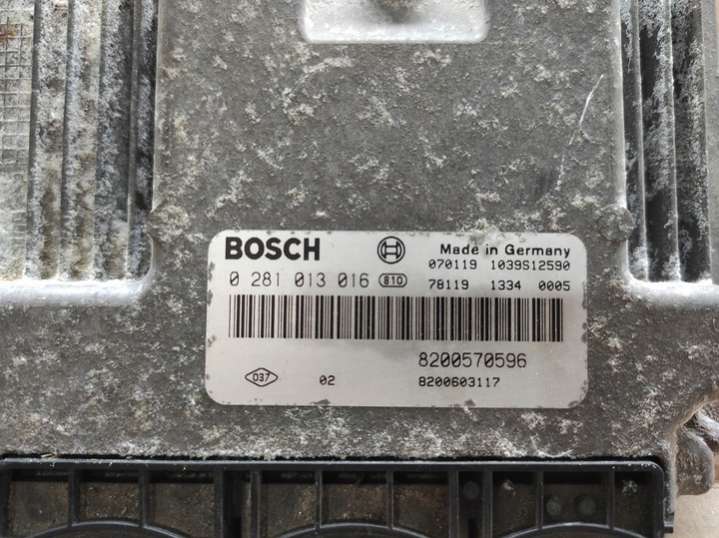 BOSCH Made in Germany
070119 1039S12590
0 281 013 016 810 78119 1334 0005
8200570596
037 02 8200603117